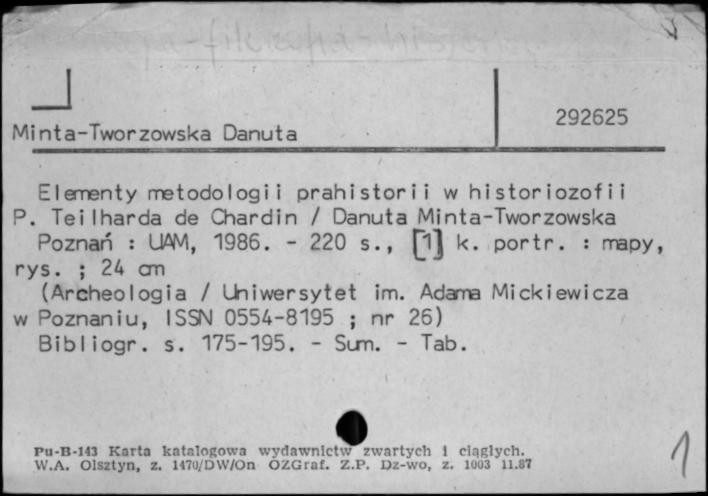 292625
Minta-Tworzowska Danuta
Elementy metodologii prahistorii w historiozofii
P. Teilharda de Chardin / Danuta Minta-Tworzowska
Poznań : UAM, 1986. - 220 s., [1] k. portr. : mapy,
rys. ; 24 cm
(Archeologia / Uniwersytet im. Adama Mickiewicza
w Poznaniu, ISSN 0554-8195 ; nr 26)
Bibliogr. s. 175-195. - Sum. - Tab.
Pu-B-143 Karta katalogowa wydawnictw zwartych i ciągłych.
W.A. Olsztyn, z. 1470/DW/On OZGraf. Z.P. Dz-wo, z. 1003 11.87
1